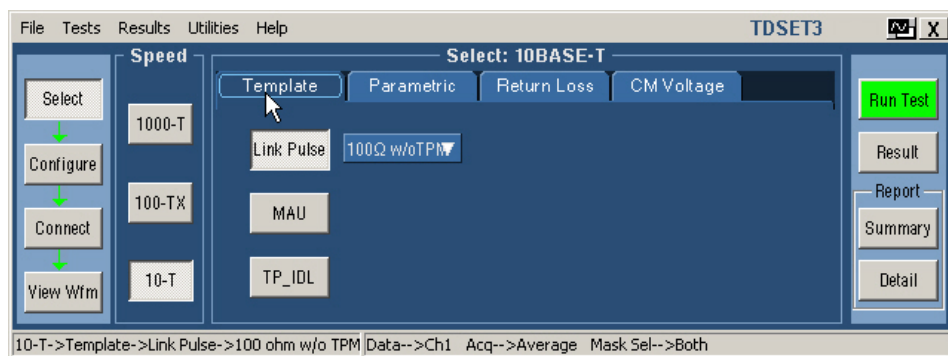 File Tests Results Utilities Help TDSET3 X
Speed Select: 10BASE-T
Template Parametric Return Loss CM Voltage
Select Run Test
1000-T
Link Pulse 100Ω w/oTPM
Configure Result
100-TX Report
MAU
Connect Summary
10-T TP_IDL Detail
View Wfm
10-T->Template->Link Pulse->100 ohm w/o TPM Data-->Ch1 Acq-->Average Mask Sel-->Both